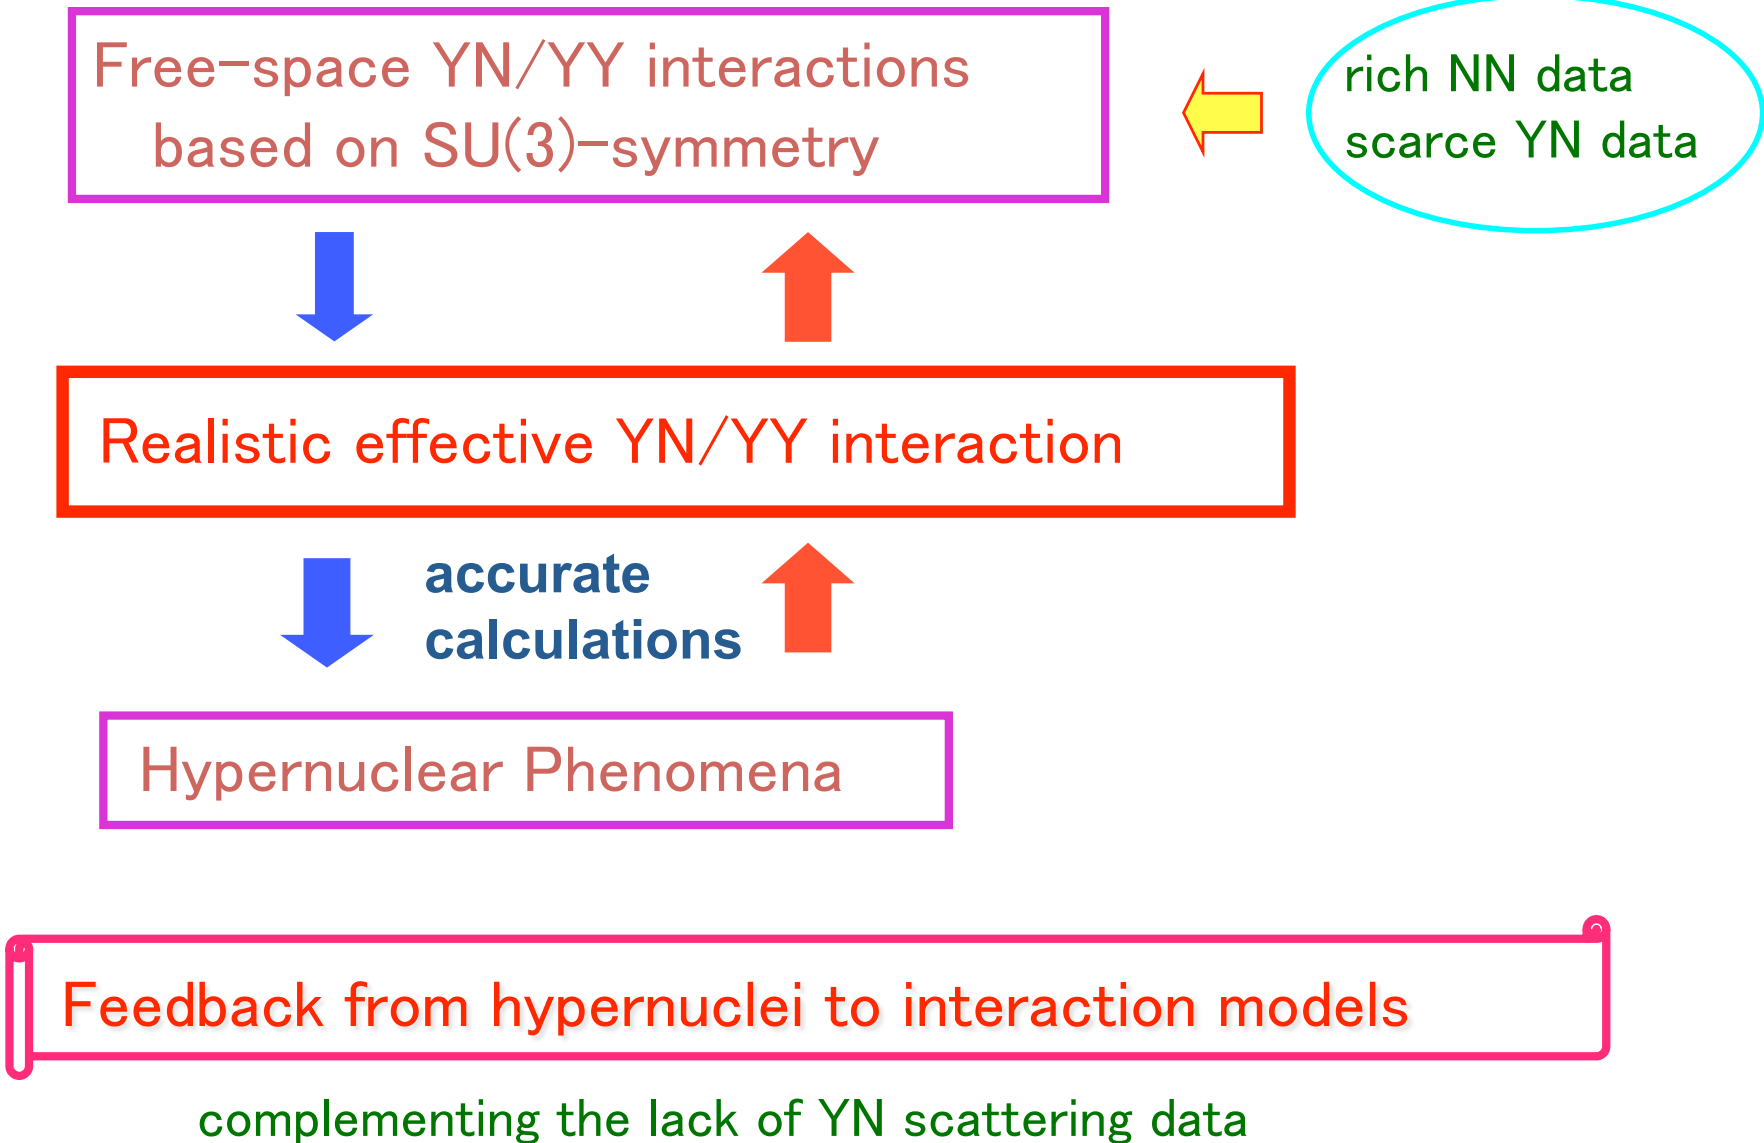 Free-space YN/YY interactions
based on SU(3)-symmetry
rich NN data
scarce YN data
Realistic effective YN/YY interaction
accurate
calculations
Hypernuclear Phenomena
Feedback from hypernuclei to interaction models
complementing the lack of YN scattering data